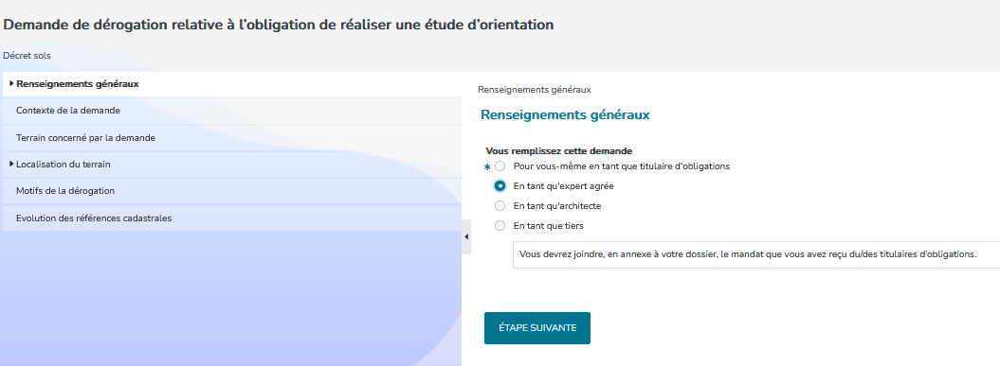 Demande de dérogation relative à l'obligation de réaliser une étude d'orientation
Décret sols
Renseignements généraux
Contexte de la demande
Terrain concerné par la demande
Localisation du terrain
Motifs de la dérogation
Evolution des références cadastrales
Renseignements généraux
Renseignements généraux
Vous remplissez cette demande
* Pour vous-même en tant que titulaire d'obligations
En tant qu'expert agrée
En tant qu'architecte
En tant que tiers
Vous devrez joindre, en annexe à votre dossier, le mandat que vous avez reçu du/des titulaires d'obligations.
ÉTAPE SUIVANTE